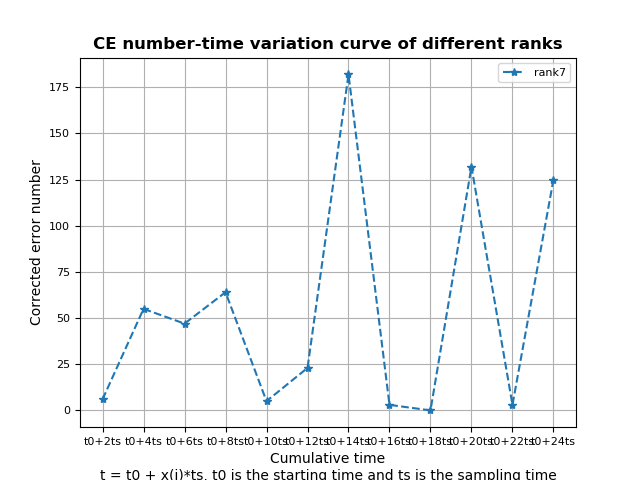 CE number-time variation curve of different ranks
rank7
Corrected error number
175
150
125
100
75
50
25
0
t0+2ts t0+4ts t0+6ts t0+8ts t0+10ts t0+12ts t0+14ts t0+16ts t0+18ts t0+20ts t0+22ts t0+24ts
Cumulative time
t = t0 + x(i)*ts, t0 is the starting time and ts is the sampling time